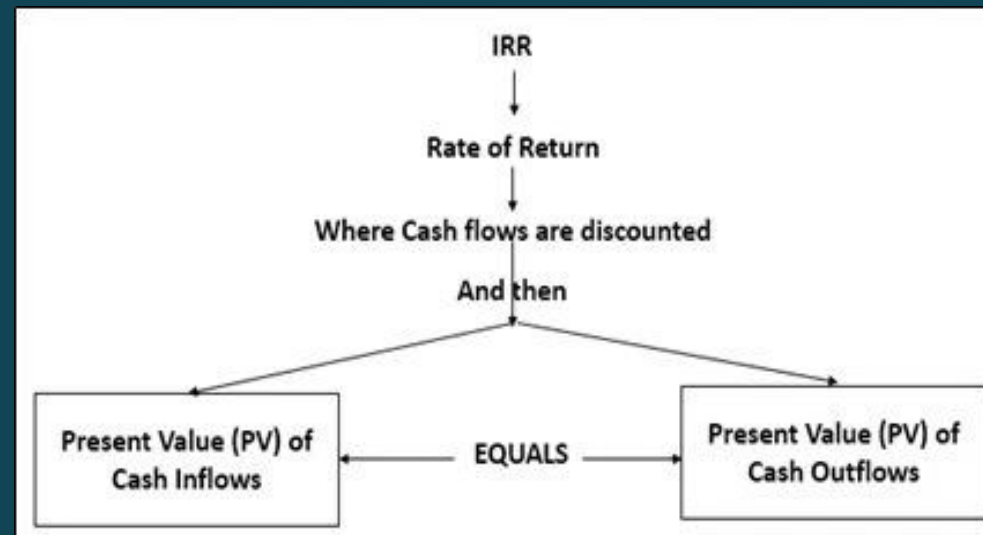 IRR
Rate of Return
Where Cash flows are discounted
And then
Present Value (PV) of
Cash Inflows
EQUALS
Present Value (PV) of
Cash Outflows